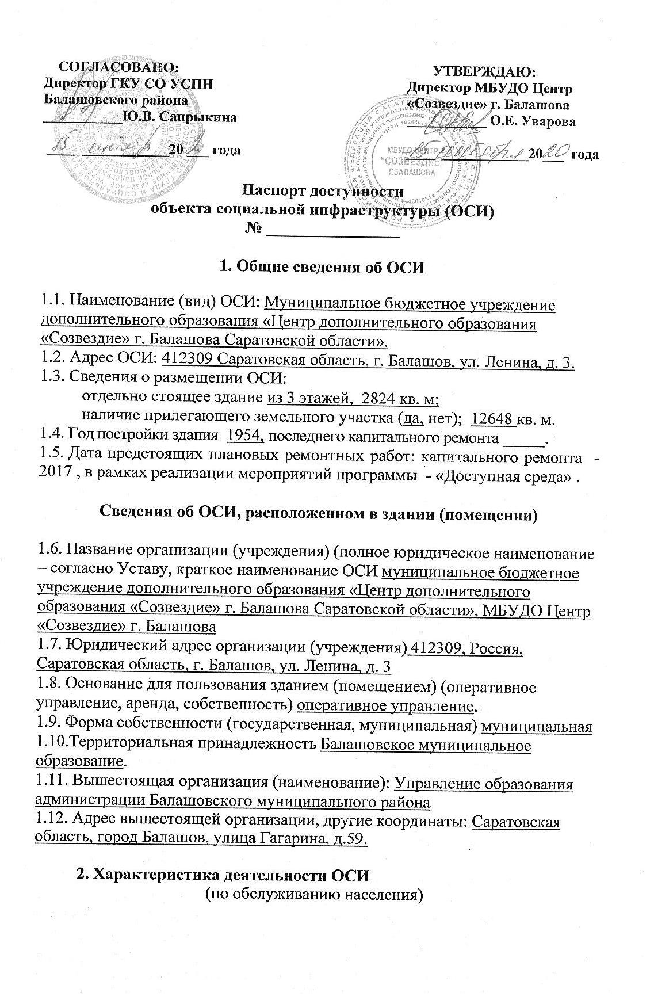 СОГЛАСОВАНО:
Директор ГКУ СО УСПН
Балашовского района
__________Ю.В. Сапрыкина
15 сентября 20 года
УТВЕРЖДАЮ:
Директор МБУДО Центр
«Созвездие» г. Балашова
__________ О.Е. Уварова
15 сентября 2020 года
МБУДО ЦЕНТР
"СОЗВЕЗДИЕ"
Г.БАЛАШОВА
Паспорт доступности
объекта социальной инфраструктуры (ОСИ)
№ ________________
1. Общие сведения об ОСИ
1.1. Наименование (вид) ОСИ: Муниципальное бюджетное учреждение
дополнительного образования «Центр дополнительного образования
«Созвездие» г. Балашова Саратовской области».
1.2. Адрес ОСИ: 412309 Саратовская область, г. Балашов, ул. Ленина, д. 3.
1.3. Сведения о размещении ОСИ:
отдельно стоящее здание из 3 этажей, 2824 кв. м;
наличие прилегающего земельного участка (да, нет); 12648 кв. м.
1.4. Год постройки здания 1954, последнего капитального ремонта _____.
1.5. Дата предстоящих плановых ремонтных работ: капитального ремонта -
2017 , в рамках реализации мероприятий программы - «Доступная среда» .
Сведения об ОСИ, расположенном в здании (помещении)
1.6. Название организации (учреждения) (полное юридическое наименование
– согласно Уставу, краткое наименование ОСИ муниципальное бюджетное
учреждение дополнительного образования «Центр дополнительного
образования «Созвездие» г. Балашова Саратовской области», МБУДО Центр
«Созвездие» г. Балашова
1.7. Юридический адрес организации (учреждения) 412309, Россия,
Саратовская область, г. Балашов, ул. Ленина, д. 3
1.8. Основание для пользования зданием (помещением) (оперативное
управление, аренда, собственность) оперативное управление.
1.9. Форма собственности (государственная, муниципальная) муниципальная
1.10.Территориальная принадлежность Балашовское муниципальное
образование.
1.11. Вышестоящая организация (наименование): Управление образования
администрации Балашовского муниципального района
1.12. Адрес вышестоящей организации, другие координаты: Саратовская
область, город Балашов, улица Гагарина, д.59.
2. Характеристика деятельности ОСИ
(по обслуживанию населения)